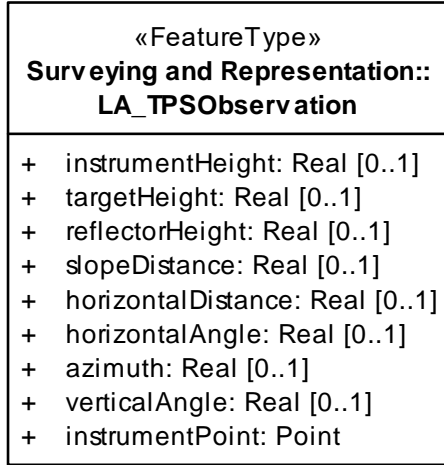 «FeatureType»
Surveying and Representation::
LA_TPSObservation
+ instrumentHeight: Real [0..1]
+ targetHeight: Real [0..1]
+ reflectorHeight: Real [0..1]
+ slopeDistance: Real [0..1]
+ horizontalDistance: Real [0..1]
+ horizontalAngle: Real [0..1]
+ azimuth: Real [0..1]
+ verticalAngle: Real [0..1]
+ instrumentPoint: Point